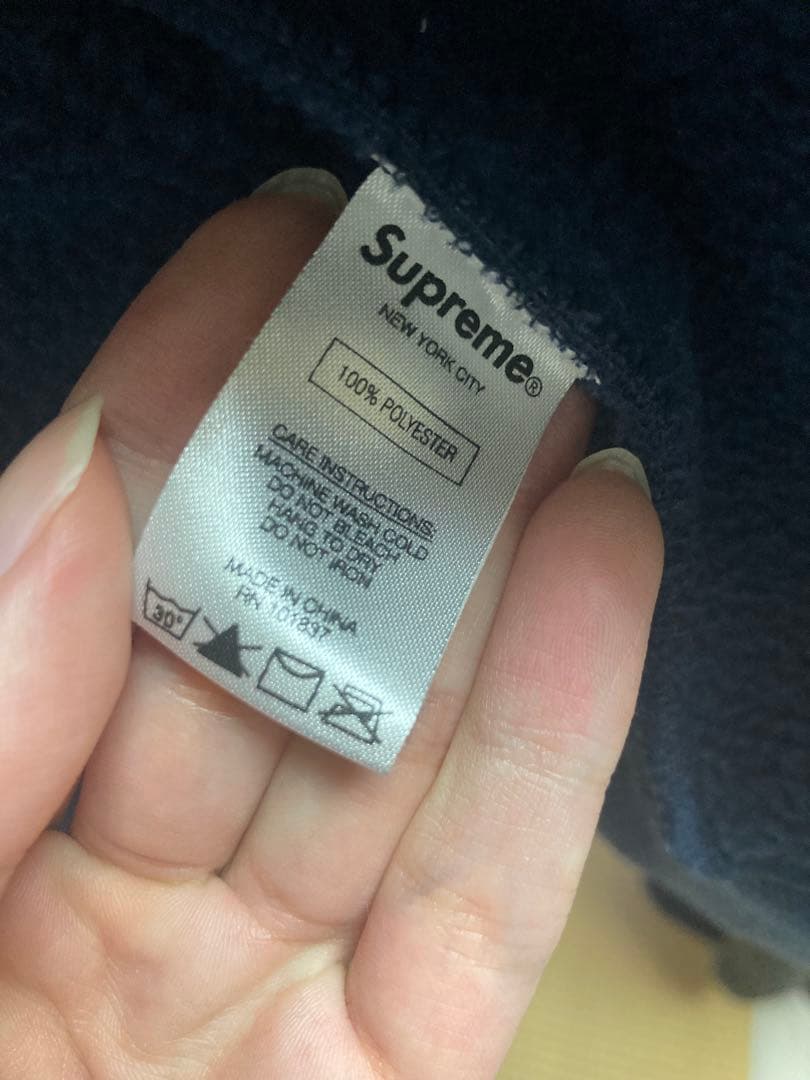 Supreme®
NEW YORK CITY
100% POLYESTER
CARE INSTRUCTIONS:
MACHINE WASH COLD
DO NOT BLEACH
HANG TO DRY
DO NOT IRON
MADE IN CHINA
RN 101837
30°